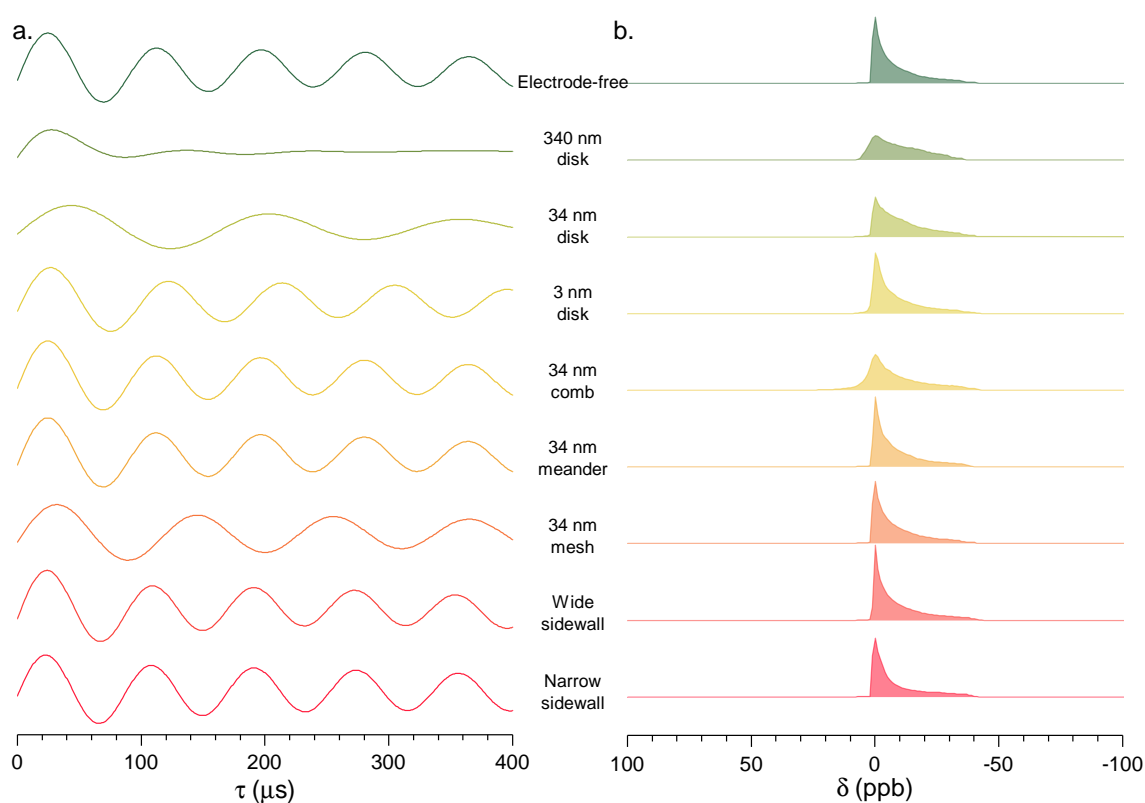 a.
b.
Electrode-free
340 nm
disk
34 nm
disk
3 nm
disk
34 nm
comb
34 nm
meander
34 nm
mesh
Wide
sidewall
Narrow
sidewall
0 100 200 300 400
τ (μs)
100 50 0 -50 -100
δ (ppb)